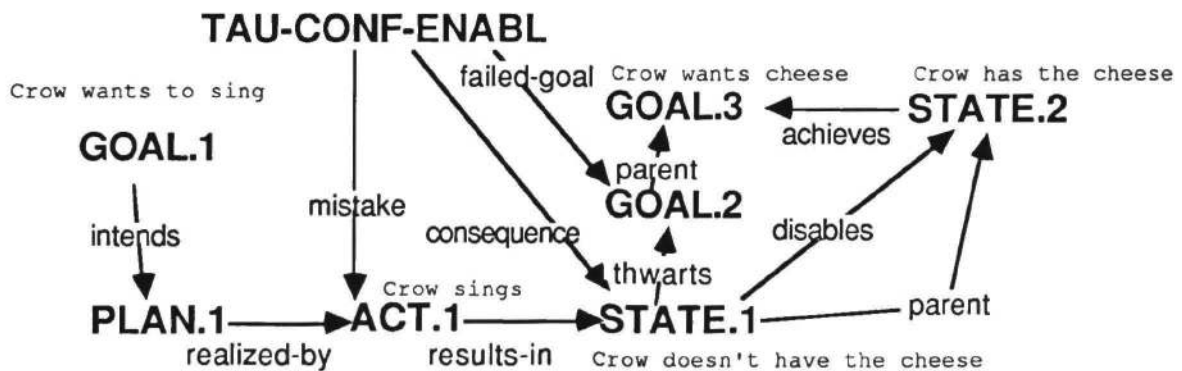 TAU-CONF-ENABL
failed-goal
Crow wants cheese
Crow has the cheese
Crow wants to sing
GOAL.3
STATE.2
achieves
GOAL.1
parent
mistake
GOAL.2
intends
consequence
disables
thwarts
Crow sings
parent
PLAN.1
ACT.1
STATE.1
realized-by
results-in
Crow doesn't have the cheese